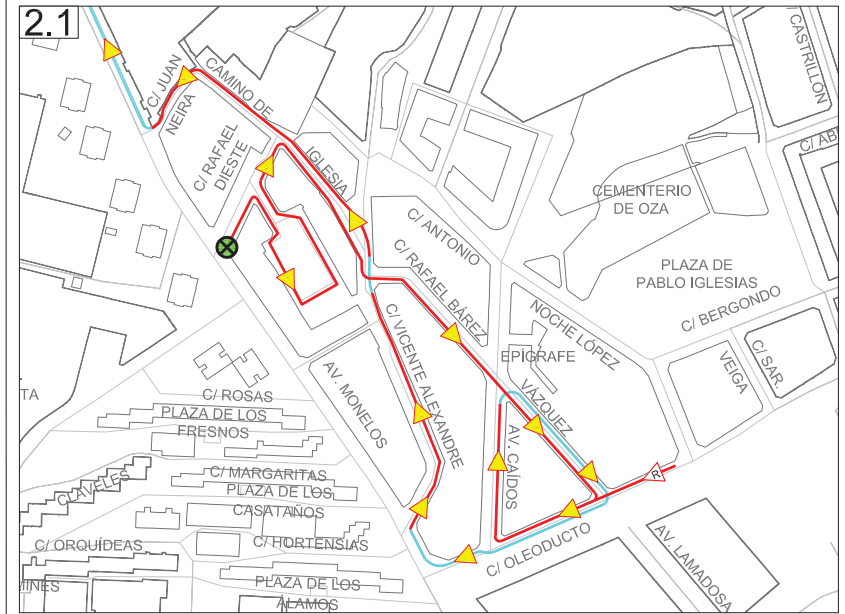 2.1
C/ JUAN
NEIRA
CAMINO DE
IGLESIA
C/ RAFAEL
DIESTE
C/ CASTRILLÓN
C/ AB
CEMENTERIO
DE OZA
C/ ANTONIO
NOCHE LÓPEZ
C/ RAFAEL BÁREZ
VÁZQUEZ
PLAZA DE
PABLO IGLESIAS
C/ BERGONDO
EPÍGRAFE
VEIGA
C/ SAR.
C/ VICENTE ALEXANDRE
AV. MONELOS
AV. CAÍDOS
R
TA
C/ ROSAS
PLAZA DE LOS
FRESNOS
C/ MARGARITAS
PLAZA DE LOS
CASATAÑOS
CLAVELES
C/ HORTENSIAS
C/ ORQUÍDEAS
C/ OLEODUCTO
AV. LAMADOSA
MINES
PLAZA DE LOS
ÁLAMOS